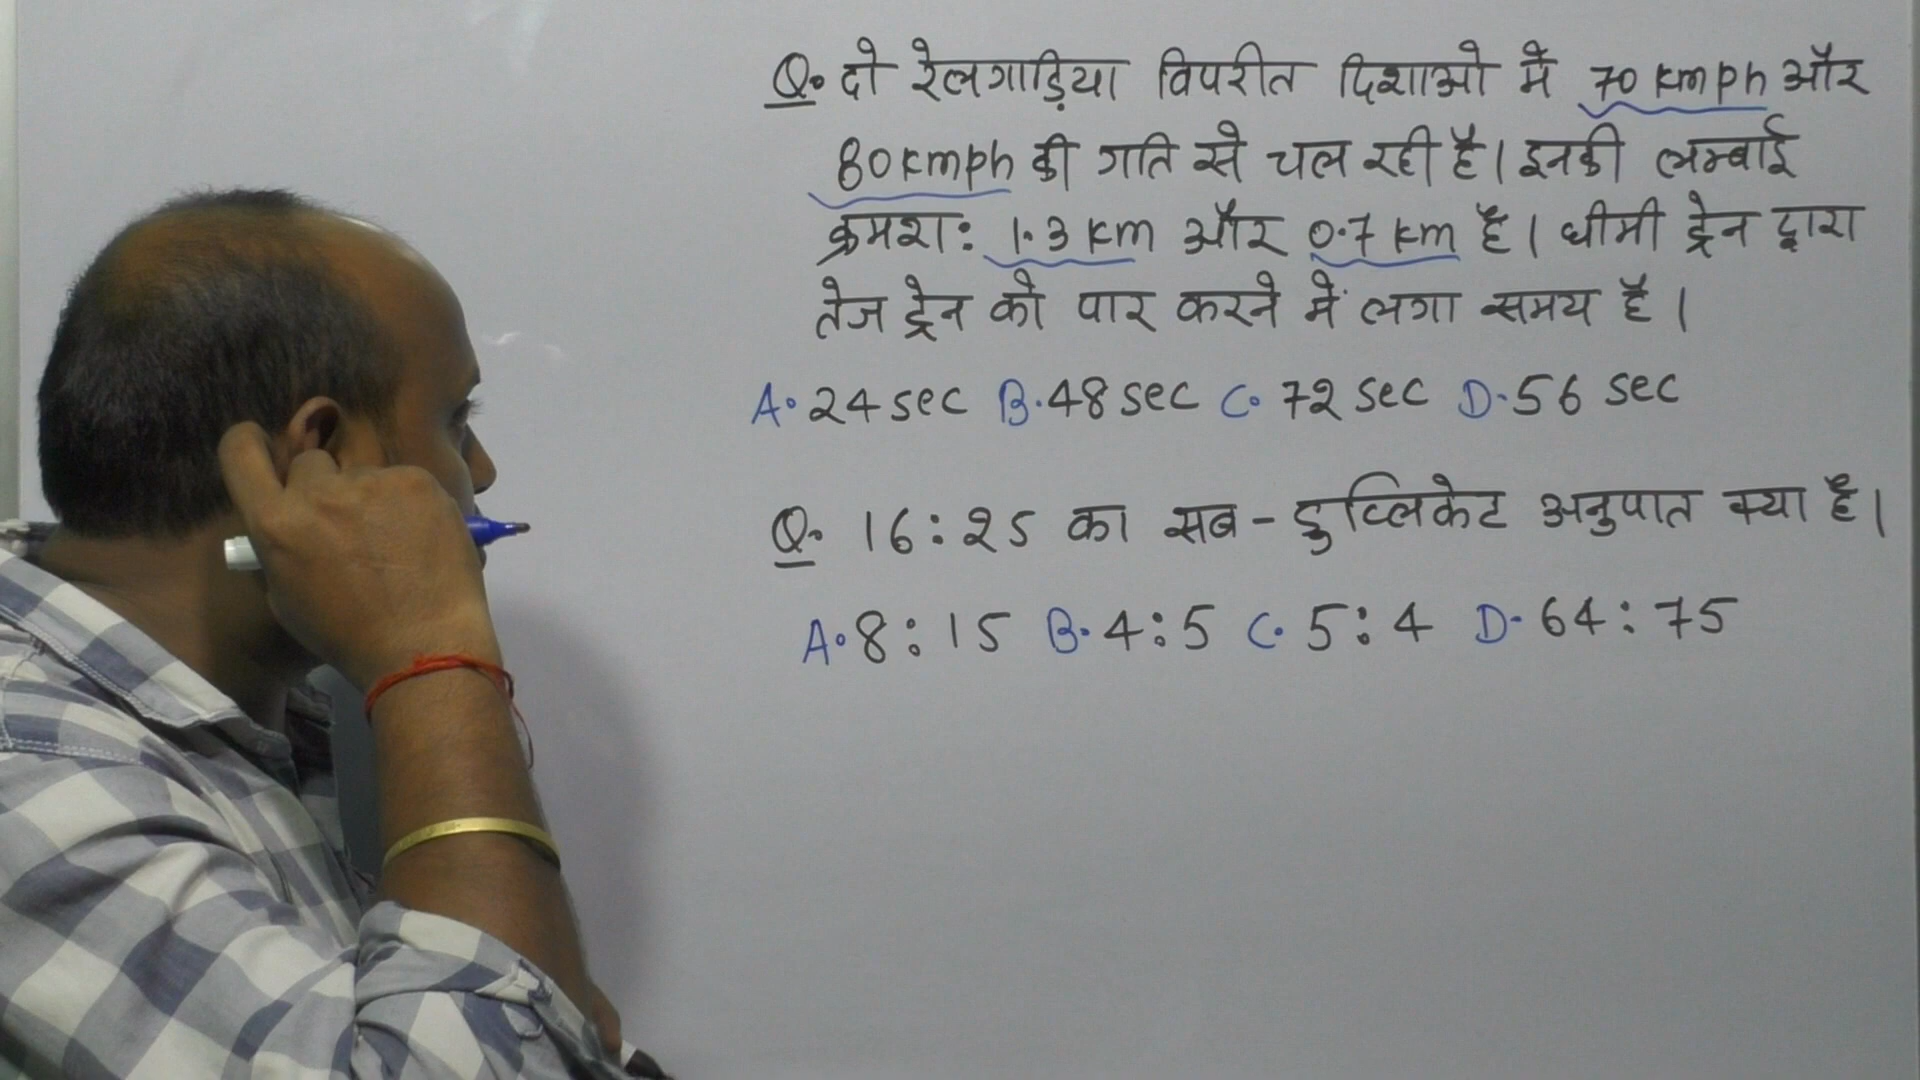 Q. दो रेलगाड़िया विपरीत दिशाओ में 70 kmph और
80 kmph की गति से चल रही है। इनकी लम्बाई
क्रमश: 1.3 km और 0.7 km है। धीमी ट्रेन द्वारा
तेज ट्रेन को पार करने में लगा समय है।
A. 24 sec B. 48 sec C. 72 sec D. 56 sec
Q. 16:25 का सब-डुप्लिकेट अनुपात क्या है।
A. 8:15 B. 4:5 C. 5:4 D. 64:75